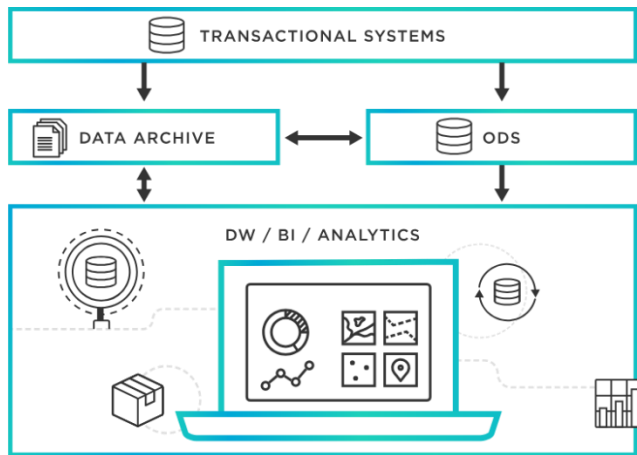 TRANSACTIONAL SYSTEMS
DATA ARCHIVE
ODS
DW / BI / ANALYTICS